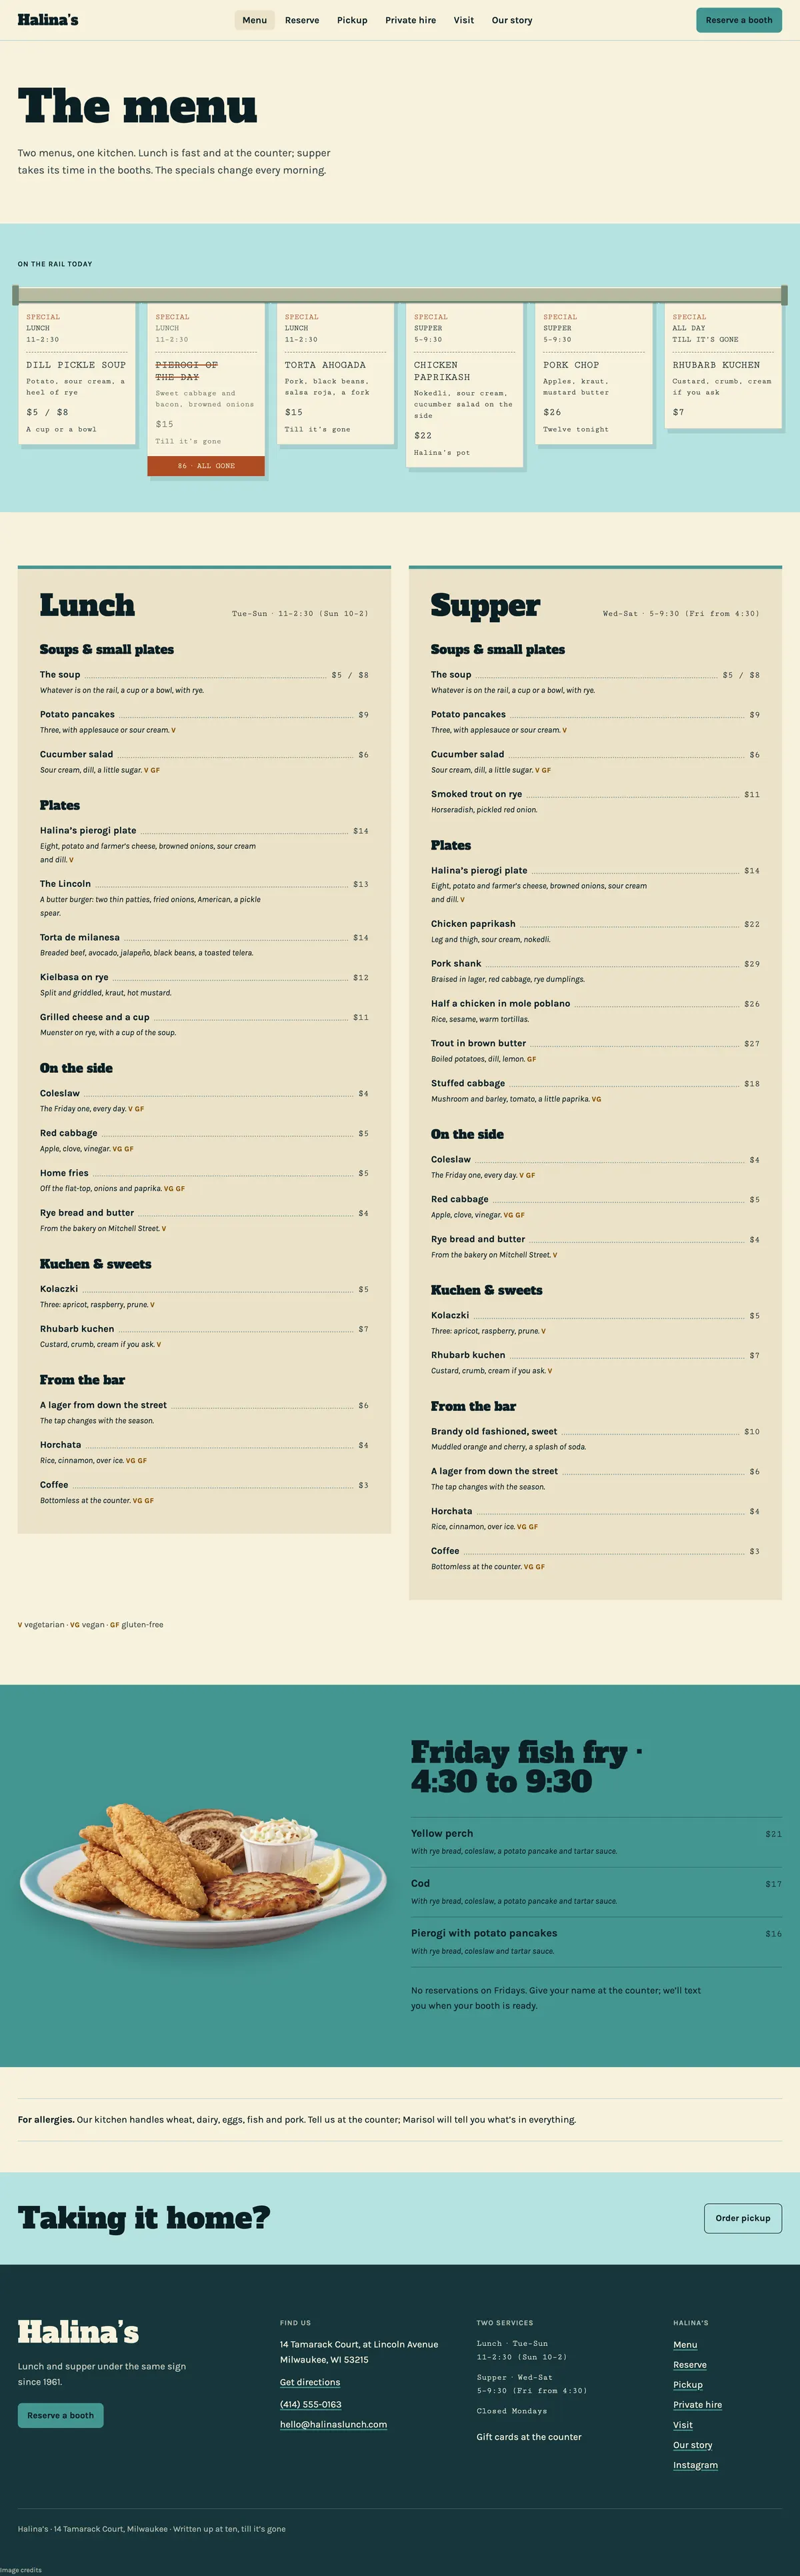 Halina's
Menu Reserve Pickup Private hire Visit Our story
Reserve a booth
The menu
Two menus, one kitchen. Lunch is fast and at the counter; supper
takes its time in the booths. The specials change every morning.
ON THE RAIL TODAY
SPECIAL
LUNCH
11–2:30
DILL PICKLE SOUP
Potato, sour cream, a
heel of rye
$5 / $8
A cup or a bowl
SPECIAL
LUNCH
11–2:30
PIEROGI OF
THE DAY
Sweet cabbage and
bacon, browned onions
$15
Till it's gone
86 · ALL GONE
SPECIAL
LUNCH
11–2:30
TORTA AHOGADA
Pork, black beans,
salsa roja, a fork
$15
Till it's gone
SPECIAL
SUPPER
5–9:30
CHICKEN
PAPRIKASH
Nokedli, sour cream,
cucumber salad on the
side
$22
Halina's pot
SPECIAL
SUPPER
5–9:30
PORK CHOP
Apples, kraut,
mustard butter
$26
Twelve tonight
SPECIAL
ALL DAY
TILL IT'S GONE
RHUBARB KUCHEN
Custard, crumb, cream
if you ask
$7
Lunch
Tue–Sun · 11–2:30 (Sun 10–2)
Soups & small plates
The soup $5 / $8
Whatever is on the rail, a cup or a bowl, with rye.
Potato pancakes $9
Three, with applesauce or sour cream. V
Cucumber salad $6
Sour cream, dill, a little sugar. V GF
Plates
Halina's pierogi plate $14
Eight, potato and farmer's cheese, browned onions, sour cream
and dill. V
The Lincoln $13
A butter burger: two thin patties, fried onions, American, a pickle
spear.
Torta de milanesa $14
Breaded beef, avocado, jalapeño, black beans, a toasted telera.
Kielbasa on rye $12
Split and griddled, kraut, hot mustard.
Grilled cheese and a cup $11
Muenster on rye, with a cup of the soup.
On the side
Coleslaw $4
The Friday one, every day. V GF
Red cabbage $5
Apple, clove, vinegar. VG GF
Home fries $5
Off the flat-top, onions and paprika. VG GF
Rye bread and butter $4
From the bakery on Mitchell Street. V
Kuchen & sweets
Kolaczki $5
Three: apricot, raspberry, prune. V
Rhubarb kuchen $7
Custard, crumb, cream if you ask. V
From the bar
A lager from down the street $6
The tap changes with the season.
Horchata $4
Rice, cinnamon, over ice. VG GF
Coffee $3
Bottomless at the counter. VG GF
Supper
Wed–Sat · 5–9:30 (Fri from 4:30)
Soups & small plates
The soup $5 / $8
Whatever is on the rail, a cup or a bowl, with rye.
Potato pancakes $9
Three, with applesauce or sour cream. V
Cucumber salad $6
Sour cream, dill, a little sugar. V GF
Smoked trout on rye $11
Horseradish, pickled red onion.
Plates
Halina's pierogi plate $14
Eight, potato and farmer's cheese, browned onions, sour cream
and dill. V
Chicken paprikash $22
Leg and thigh, sour cream, nokedli.
Pork shank $29
Braised in lager, red cabbage, rye dumplings.
Half a chicken in mole poblano $26
Rice, sesame, warm tortillas.
Trout in brown butter $27
Boiled potatoes, dill, lemon. GF
Stuffed cabbage $18
Mushroom and barley, tomato, a little paprika. VG
On the side
Coleslaw $4
The Friday one, every day. V GF
Red cabbage $5
Apple, clove, vinegar. VG GF
Rye bread and butter $4
From the bakery on Mitchell Street. V
Kuchen & sweets
Kolaczki $5
Three: apricot, raspberry, prune. V
Rhubarb kuchen $7
Custard, crumb, cream if you ask. V
From the bar
Brandy old fashioned, sweet $10
Muddled orange and cherry, a splash of soda.
A lager from down the street $6
The tap changes with the season.
Horchata $4
Rice, cinnamon, over ice. VG GF
Coffee $3
Bottomless at the counter. VG GF
V vegetarian · VG vegan · GF gluten-free
Friday fish fry ·
4:30 to 9:30
Yellow perch $21
With rye bread, coleslaw, a potato pancake and tartar sauce.
Cod $17
With rye bread, coleslaw, a potato pancake and tartar sauce.
Pierogi with potato pancakes $16
With rye bread, coleslaw and tartar sauce.
No reservations on Fridays. Give your name at the counter; we'll text
you when your booth is ready.
For allergies. Our kitchen handles wheat, dairy, eggs, fish and pork. Tell us at the counter; Marisol will tell you what's in everything.
Taking it home?
Order pickup
Halina's
Lunch and supper under the same sign
since 1961.
Reserve a booth
FIND US
14 Tamarack Court, at Lincoln Avenue
Milwaukee, WI 53215
Get directions
(414) 555-0163
hello@halinaslunch.com
TWO SERVICES
Lunch · Tue–Sun
11–2:30 (Sun 10–2)
Supper · Wed–Sat
5–9:30 (Fri from 4:30)
Closed Mondays
Gift cards at the counter
HALINA'S
Menu
Reserve
Pickup
Private hire
Visit
Our story
Instagram
Halina's · 14 Tamarack Court, Milwaukee · Written up at ten, till it's gone
Image credits